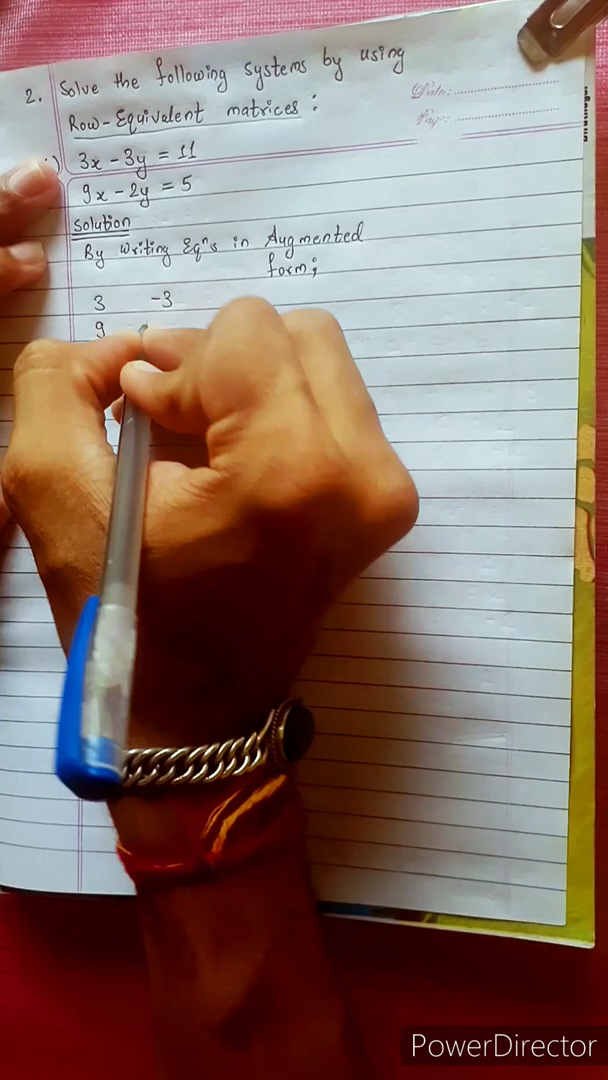 2. Solve the following systems by using
Date:
Row-Equivalent matrices:
Page:
i) 3x - 3y = 11
9x - 2y = 5
Solution
By Writing Eqⁿs in Augmented
form;
3 -3
9
PowerDirector